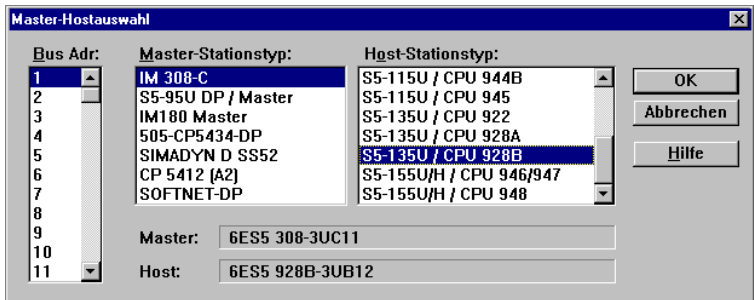 Master-Hostauswahl
Bus Adr:
1
2
3
4
5
6
7
8
9
10
11
Master-Stationstyp:
IM 308-C
S5-95U DP / Master
IM180 Master
505-CP5434-DP
SIMADYN D SS52
CP 5412 (A2)
SOFTNET-DP
Host-Stationstyp:
S5-115U / CPU 944B
S5-115U / CPU 945
S5-135U / CPU 922
S5-135U / CPU 928A
S5-135U / CPU 928B
S5-155U/H / CPU 946/947
S5-155U/H / CPU 948
OK
Abbrechen
Hilfe
Master: 6ES5 308-3UC11
Host: 6ES5 928B-3UB12